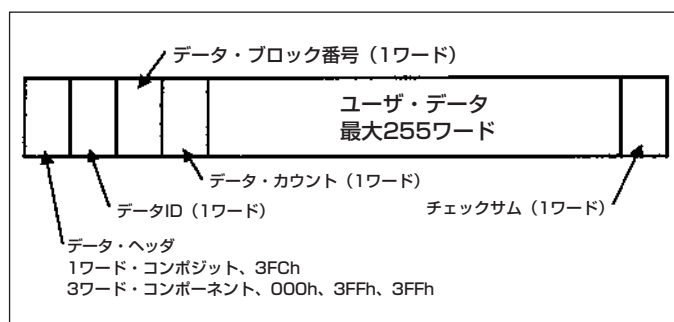 データ・ブロック番号（1ワード）
ユーザ・データ
最大255ワード
データ・カウント（1ワード）
データID（1ワード）
チェックサム（1ワード）
データ・ヘッダ
1ワード・コンポジット、3FCh
3ワード・コンポーネント、000h、3FFh、3FFh